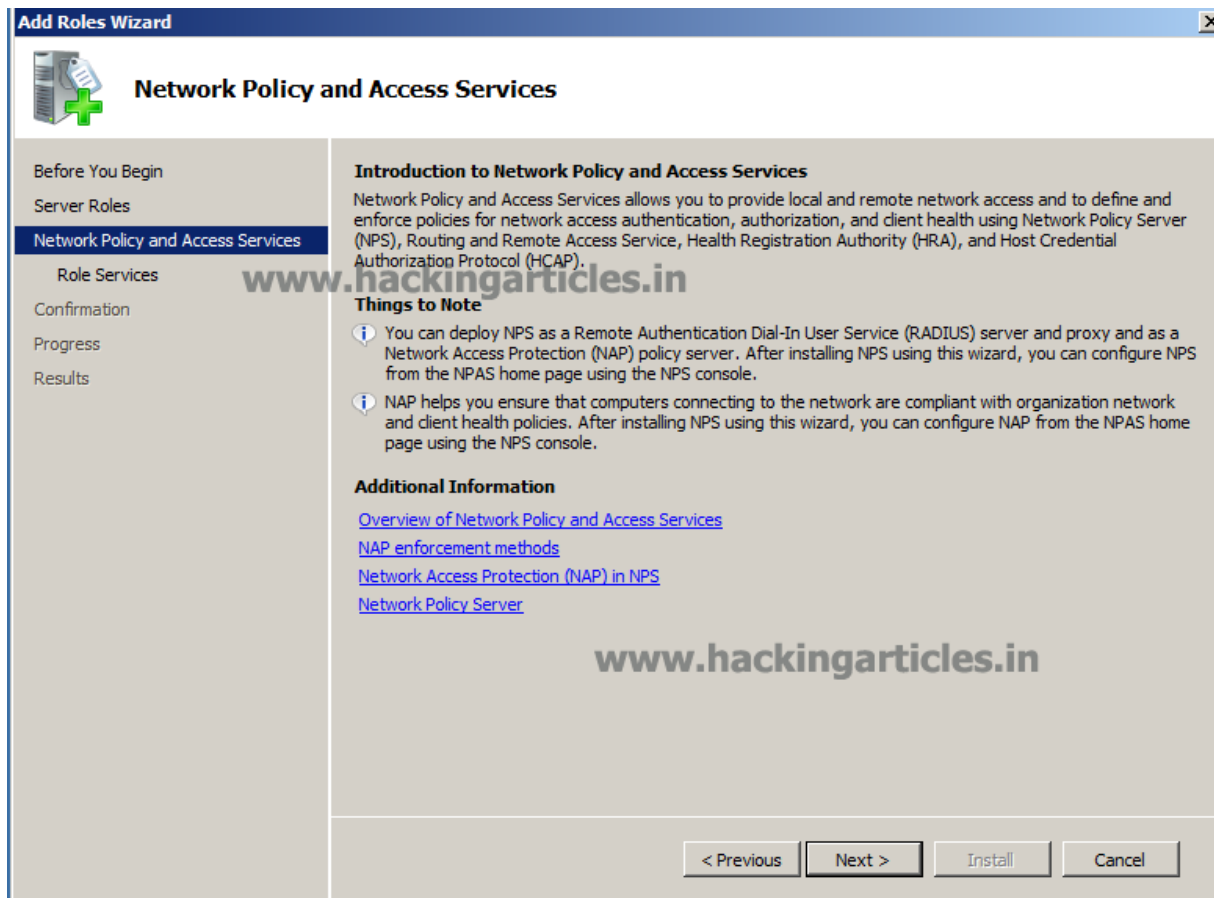 Add Roles Wizard
Network Policy and Access Services
Before You Begin
Server Roles
Network Policy and Access Services
Role Services
Confirmation
Progress
Results
Introduction to Network Policy and Access Services
Network Policy and Access Services allows you to provide local and remote network access and to define and
enforce policies for network access authentication, authorization, and client health using Network Policy Server
(NPS), Routing and Remote Access Service, Health Registration Authority (HRA), and Host Credential
Authorization Protocol (HCAP).
www.hackingarticles.in
Things to Note
You can deploy NPS as a Remote Authentication Dial-In User Service (RADIUS) server and proxy and as a
Network Access Protection (NAP) policy server. After installing NPS using this wizard, you can configure NPS
from the NPAS home page using the NPS console.
NAP helps you ensure that computers connecting to the network are compliant with organization network
and client health policies. After installing NPS using this wizard, you can configure NAP from the NPAS home
page using the NPS console.
Additional Information
Overview of Network Policy and Access Services
NAP enforcement methods
Network Access Protection (NAP) in NPS
Network Policy Server
www.hackingarticles.in
< Previous
Next >
Install
Cancel